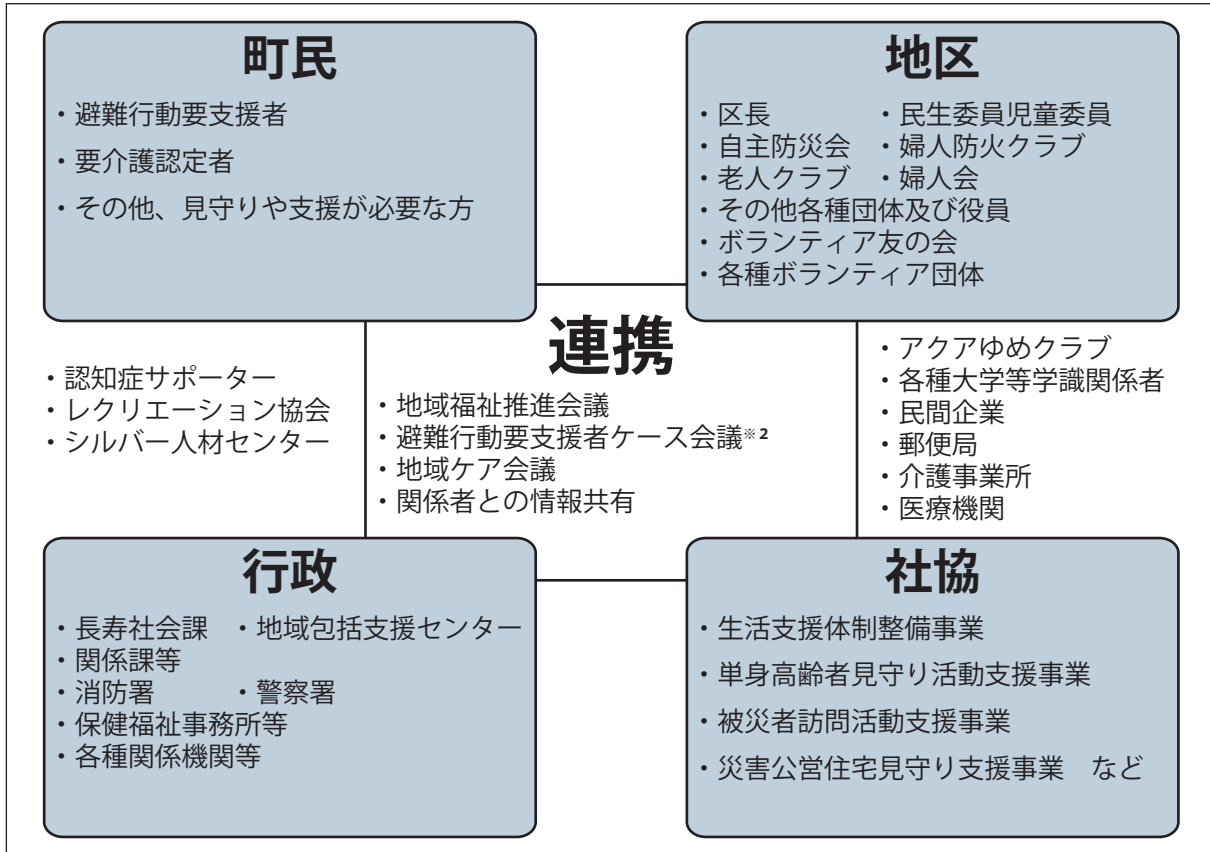 町民
・避難行動要支援者
・要介護認定者
・その他、見守りや支援が必要な方
地区
・区長　・民生委員児童委員
・自主防災会　・婦人防火クラブ
・老人クラブ　・婦人会
・その他各種団体及び役員
・ボランティア友の会
・各種ボランティア団体
連携
・認知症サポーター
・レクリエーション協会
・シルバー人材センター
・地域福祉推進会議
・避難行動要支援者ケース会議※2
・地域ケア会議
・関係者との情報共有
・アクアゆめクラブ
・各種大学等学識関係者
・民間企業
・郵便局
・介護事業所
・医療機関
行政
・長寿社会課　・地域包括支援センター
・関係課等
・消防署　・警察署
・保健福祉事務所等
・各種関係機関等
社協
・生活支援体制整備事業
・単身高齢者見守り活動支援事業
・被災者訪問活動支援事業
・災害公営住宅見守り支援事業　など